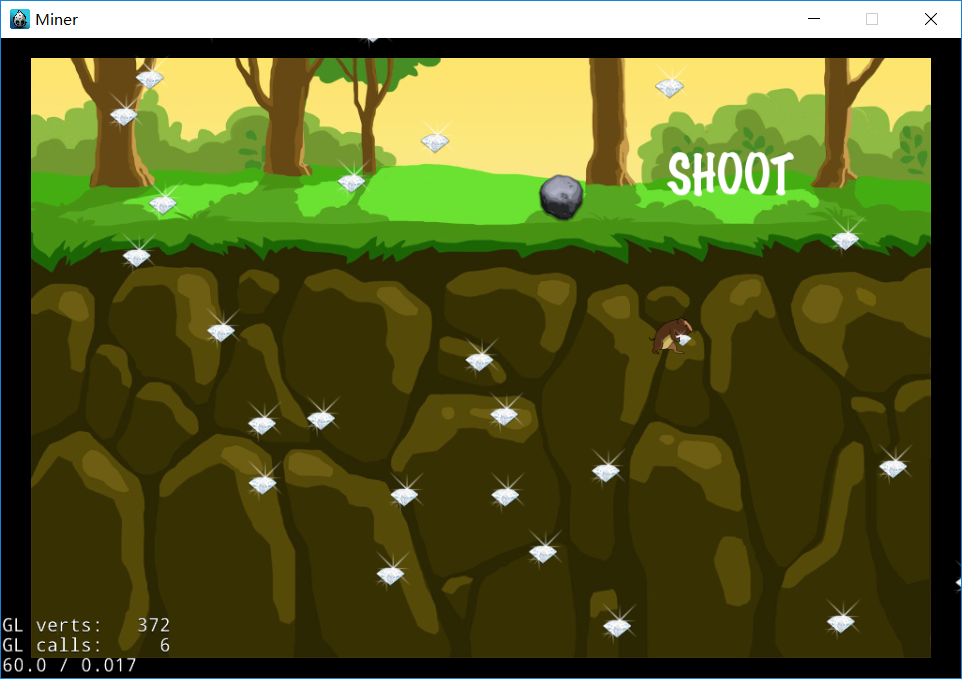 Miner
SHOOT
GL verts: 372
GL calls: 6
60.0 / 0.017